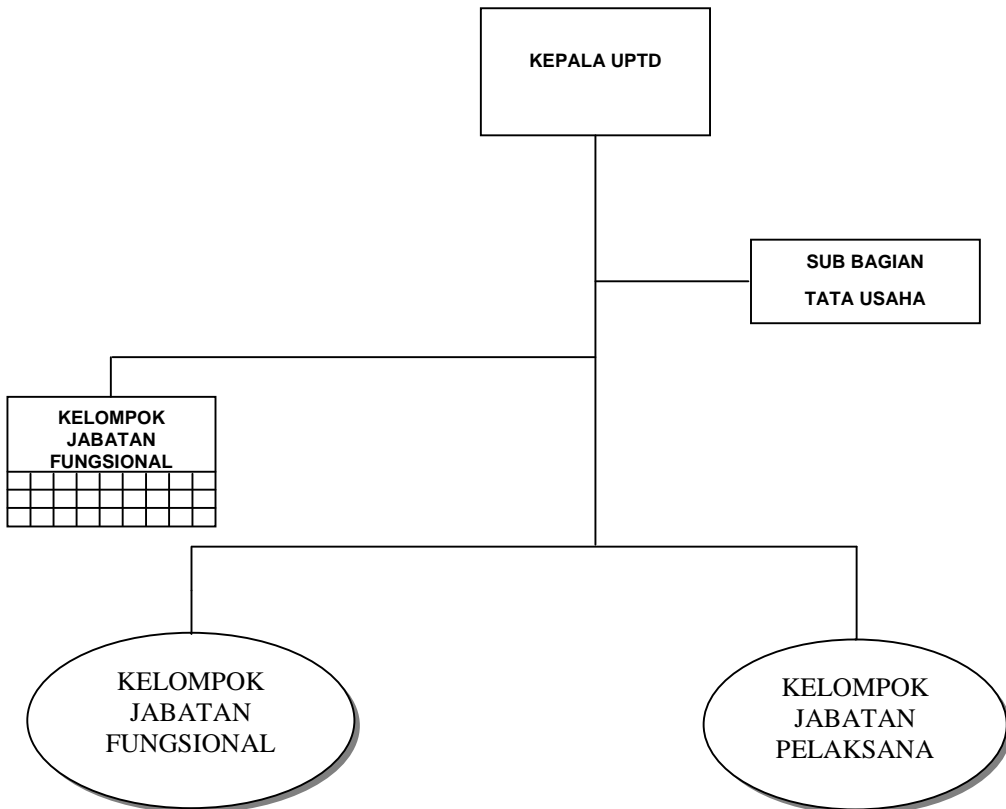 KEPALA UPTD
SUB BAGIAN
TATA USAHA
KELOMPOK
JABATAN
FUNGSIONAL
KELOMPOK
JABATAN
FUNGSIONAL
KELOMPOK
JABATAN
PELAKSANA